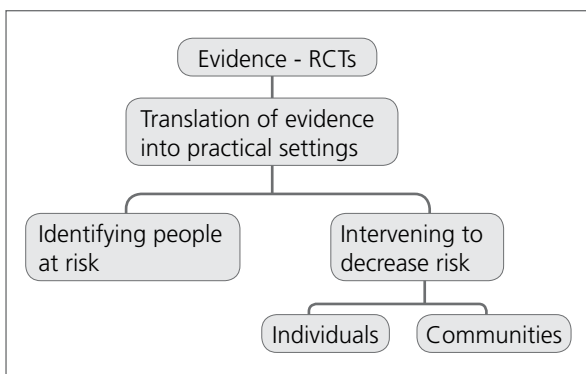 Evidence - RCTs
Translation of evidence
into practical settings
Identifying people
at risk
Intervening to
decrease risk
Individuals
Communities